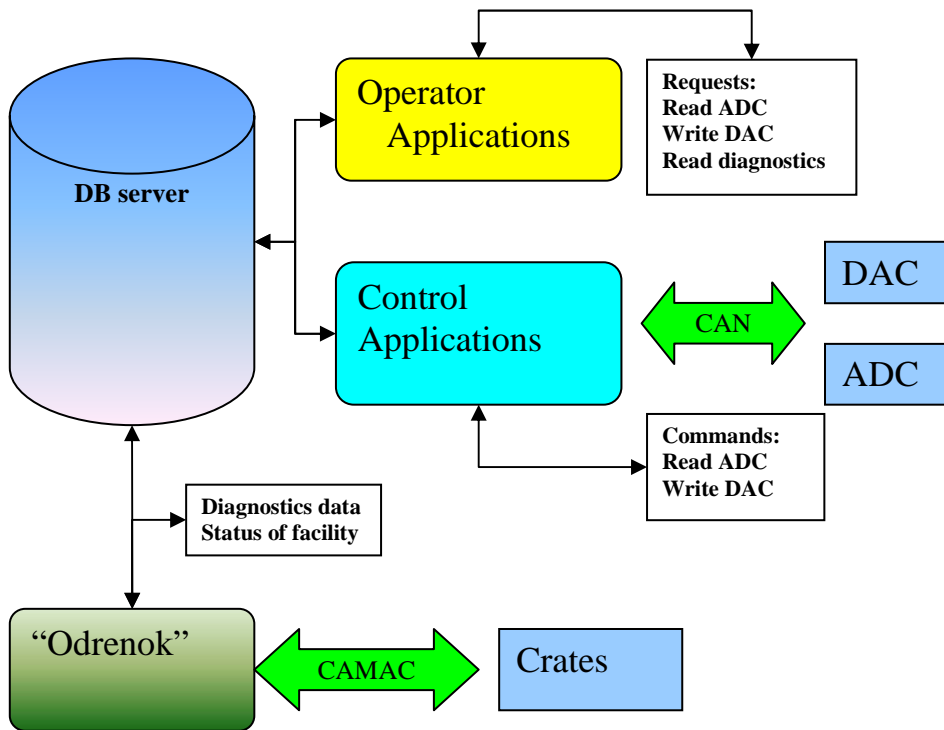 Operator
Applications
Requests:
Read ADC
Write DAC
Read diagnostics
DB server
Control
Applications
CAN
DAC
ADC
Commands:
Read ADC
Write DAC
Diagnostics data
Status of facility
“Odrenok”
CAMAC
Crates